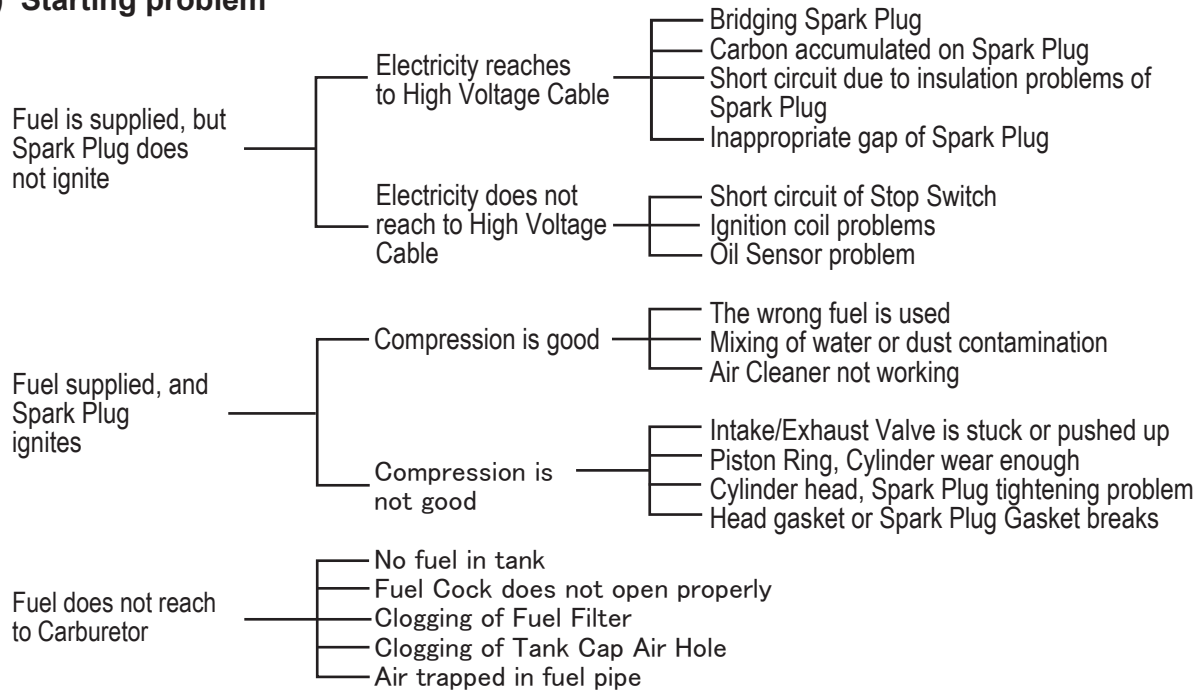 Starting problem
Fuel is supplied, but
Spark Plug does
not ignite
Electricity reaches
to High Voltage Cable
Bridging Spark Plug
Carbon accumulated on Spark Plug
Short circuit due to insulation problems of
Spark Plug
Inappropriate gap of Spark Plug
Electricity does not
reach to High Voltage
Cable
Short circuit of Stop Switch
Ignition coil problems
Oil Sensor problem
Fuel supplied, and
Spark Plug
ignites
Compression is good
The wrong fuel is used
Mixing of water or dust contamination
Air Cleaner not working
Compression is
not good
Intake/Exhaust Valve is stuck or pushed up
Piston Ring, Cylinder wear enough
Cylinder head, Spark Plug tightening problem
Head gasket or Spark Plug Gasket breaks
Fuel does not reach
to Carburetor
No fuel in tank
Fuel Cock does not open properly
Clogging of Fuel Filter
Clogging of Tank Cap Air Hole
Air trapped in fuel pipe